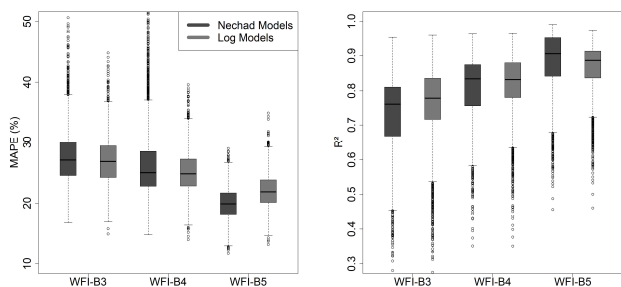 Nechad Models
Log Models
MAPE (%)
50
40
30
20
10
WFI-B3
WFI-B4
WFI-B5
R²
1.0
0.9
0.8
0.7
0.6
0.5
0.4
0.3
WFI-B3
WFI-B4
WFI-B5